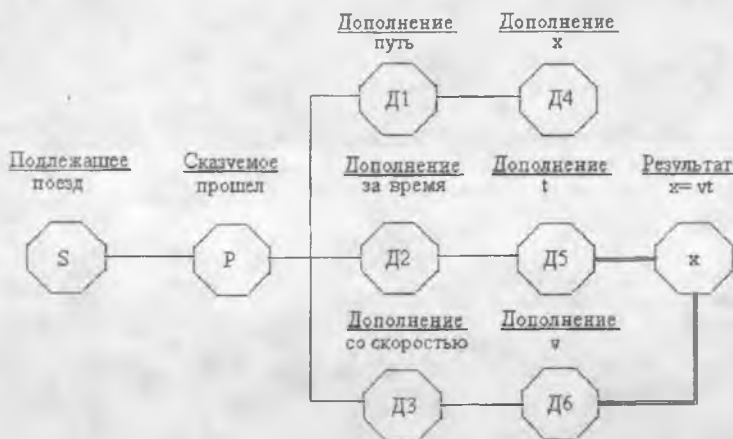 Дополнение Дополнение
путь x
Д1 Д4
Подлежащее Сказуемое Дополнение Дополнение Результат
поезд прошел за время t x= vt
S P Д2 Д5 x
Дополнение Дополнение
со скоростью v
Д3 Д6